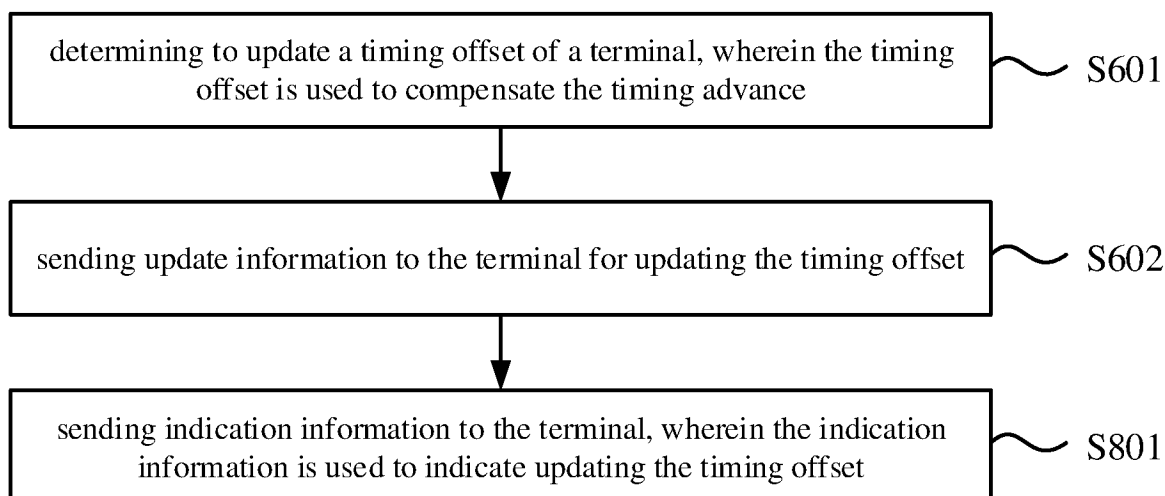 determining to update a timing offset of a terminal, wherein the timing
offset is used to compensate the timing advance
S601
sending update information to the terminal for updating the timing offset
S602
sending indication information to the terminal, wherein the indication
information is used to indicate updating the timing offset
S801